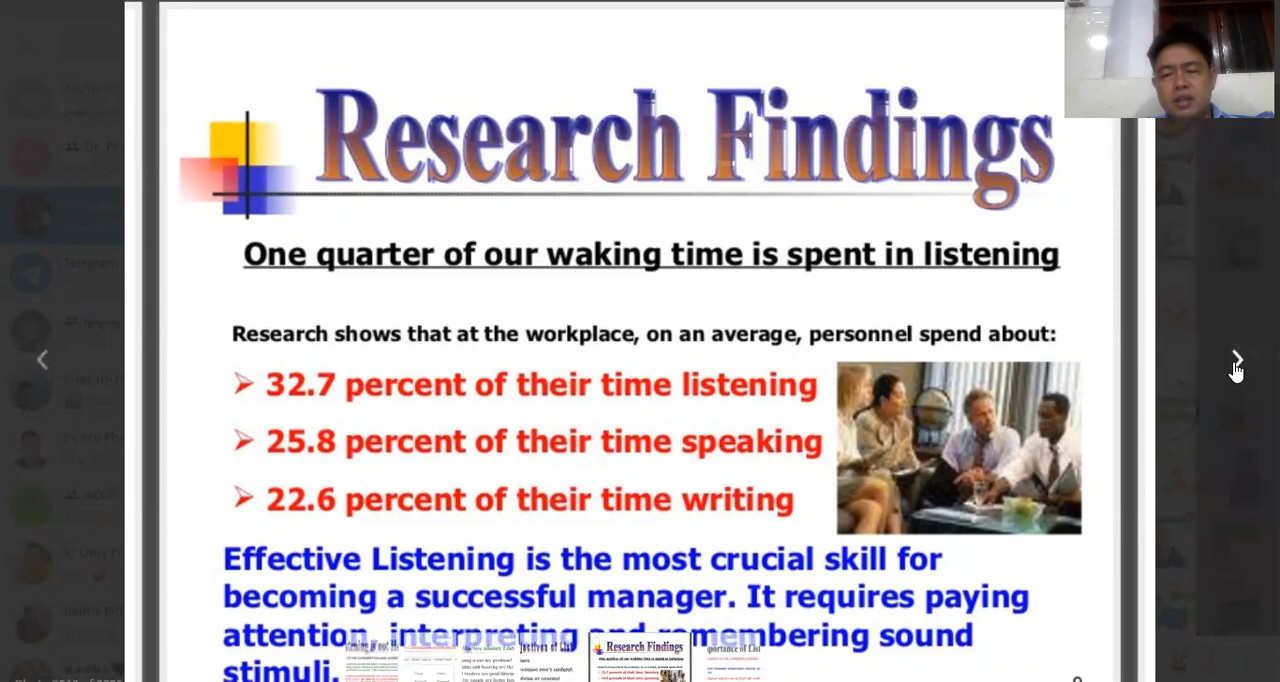 Research Findings
One quarter of our waking time is spent in listening
Research shows that at the workplace, on an average, personnel spend about:
32.7 percent of their time listening
25.8 percent of their time speaking
22.6 percent of their time writing
Effective Listening is the most crucial skill for
becoming a successful manager. It requires paying
attention, interpreting and remembering sound
stimuli.
Telegram
Research Findings